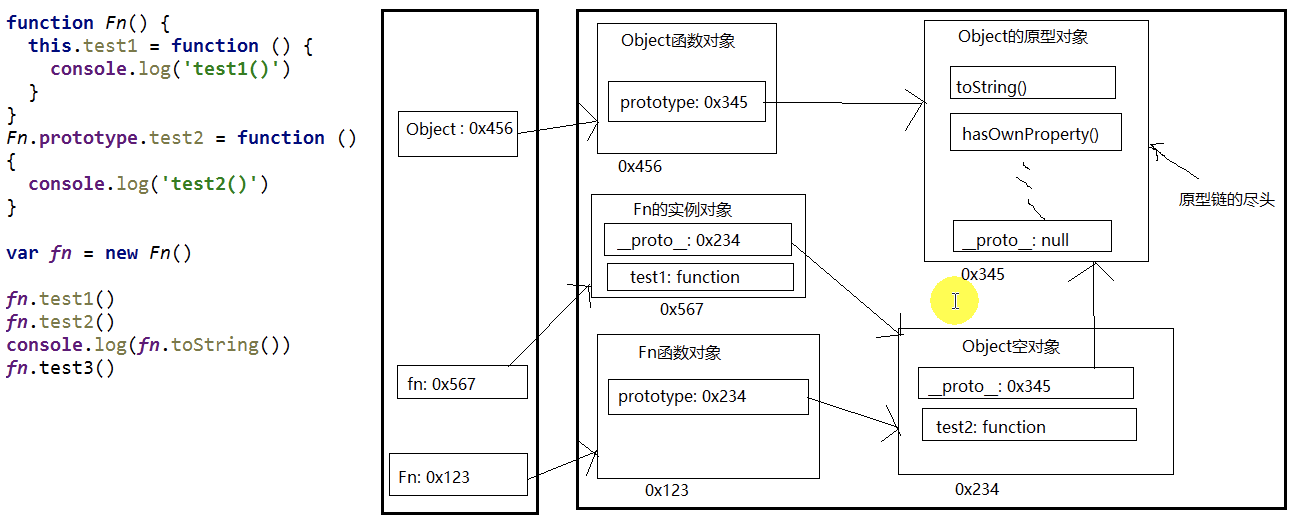 function Fn() {
this.test1 = function () {
console.log('test1()')
}
}
Fn.prototype.test2 = function ()
{
console.log('test2()')
}
var fn = new Fn()
fn.test1()
fn.test2()
console.log(fn.toString())
fn.test3()
Object : 0x456
fn: 0x567
Fn: 0x123
Object函数对象
prototype: 0x345
0x456
Fn的实例对象
__proto__: 0x234
test1: function
0x567
Fn函数对象
prototype: 0x234
0x123
Object的原型对象
toString()
hasOwnProperty()
__proto__: null
0x345
原型链的尽头
Object空对象
__proto__: 0x345
test2: function
0x234